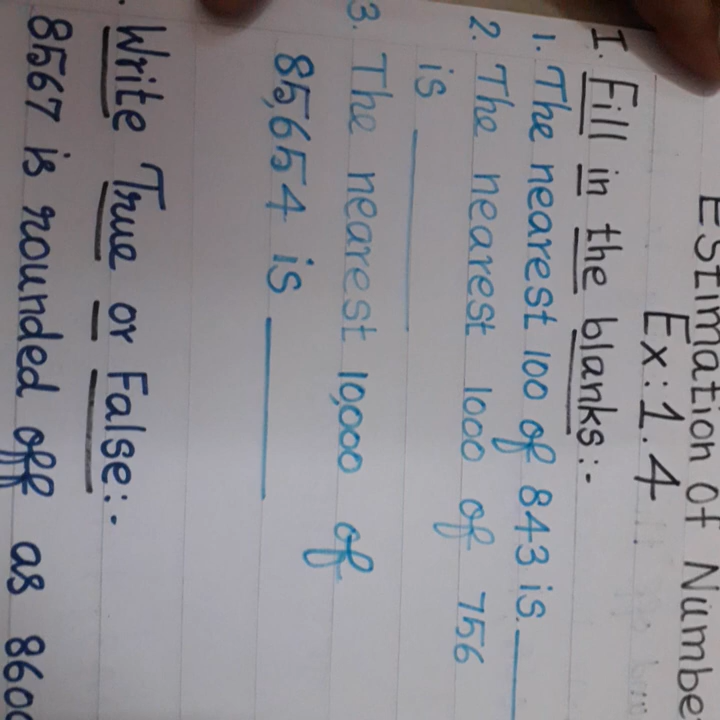 Estimation of Numbe
Ex:1.4
I. Fill in the blanks:-
1. The nearest 100 of 843 is
2. The nearest 1000 of 756
is
3. The nearest 10,000 of
85,654 is
Write True or False:-
8567 is rounded off as 860